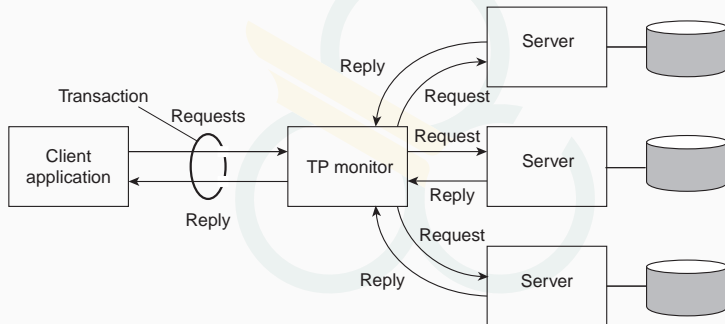 Server
Reply
Request
Transaction
Requests
Client
application
TP monitor
Request
Server
Reply
Reply
Request
Reply
Server